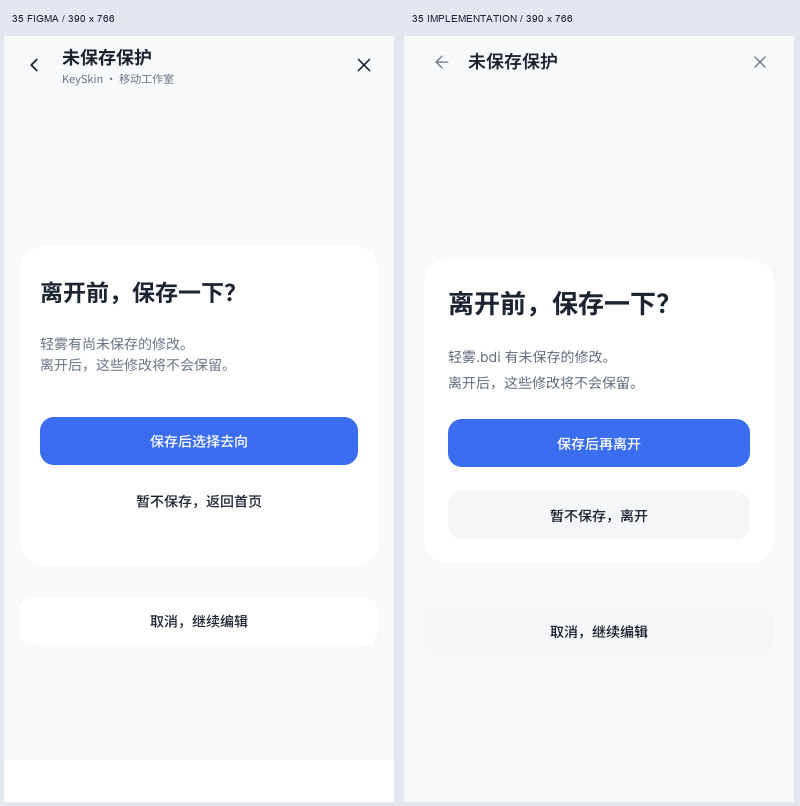 35 FIGMA / 390 x 766
未保存保护
KeySkin · 移动工作室
离开前，保存一下？
轻雾有尚未保存的修改。
离开后，这些修改将不会保留。
保存后选择去向
暂不保存，返回首页
取消，继续编辑
35 IMPLEMENTATION / 390 x 766
未保存保护
离开前，保存一下？
轻雾.bdi 有未保存的修改。
离开后，这些修改将不会保留。
保存后再离开
暂不保存，离开
取消，继续编辑